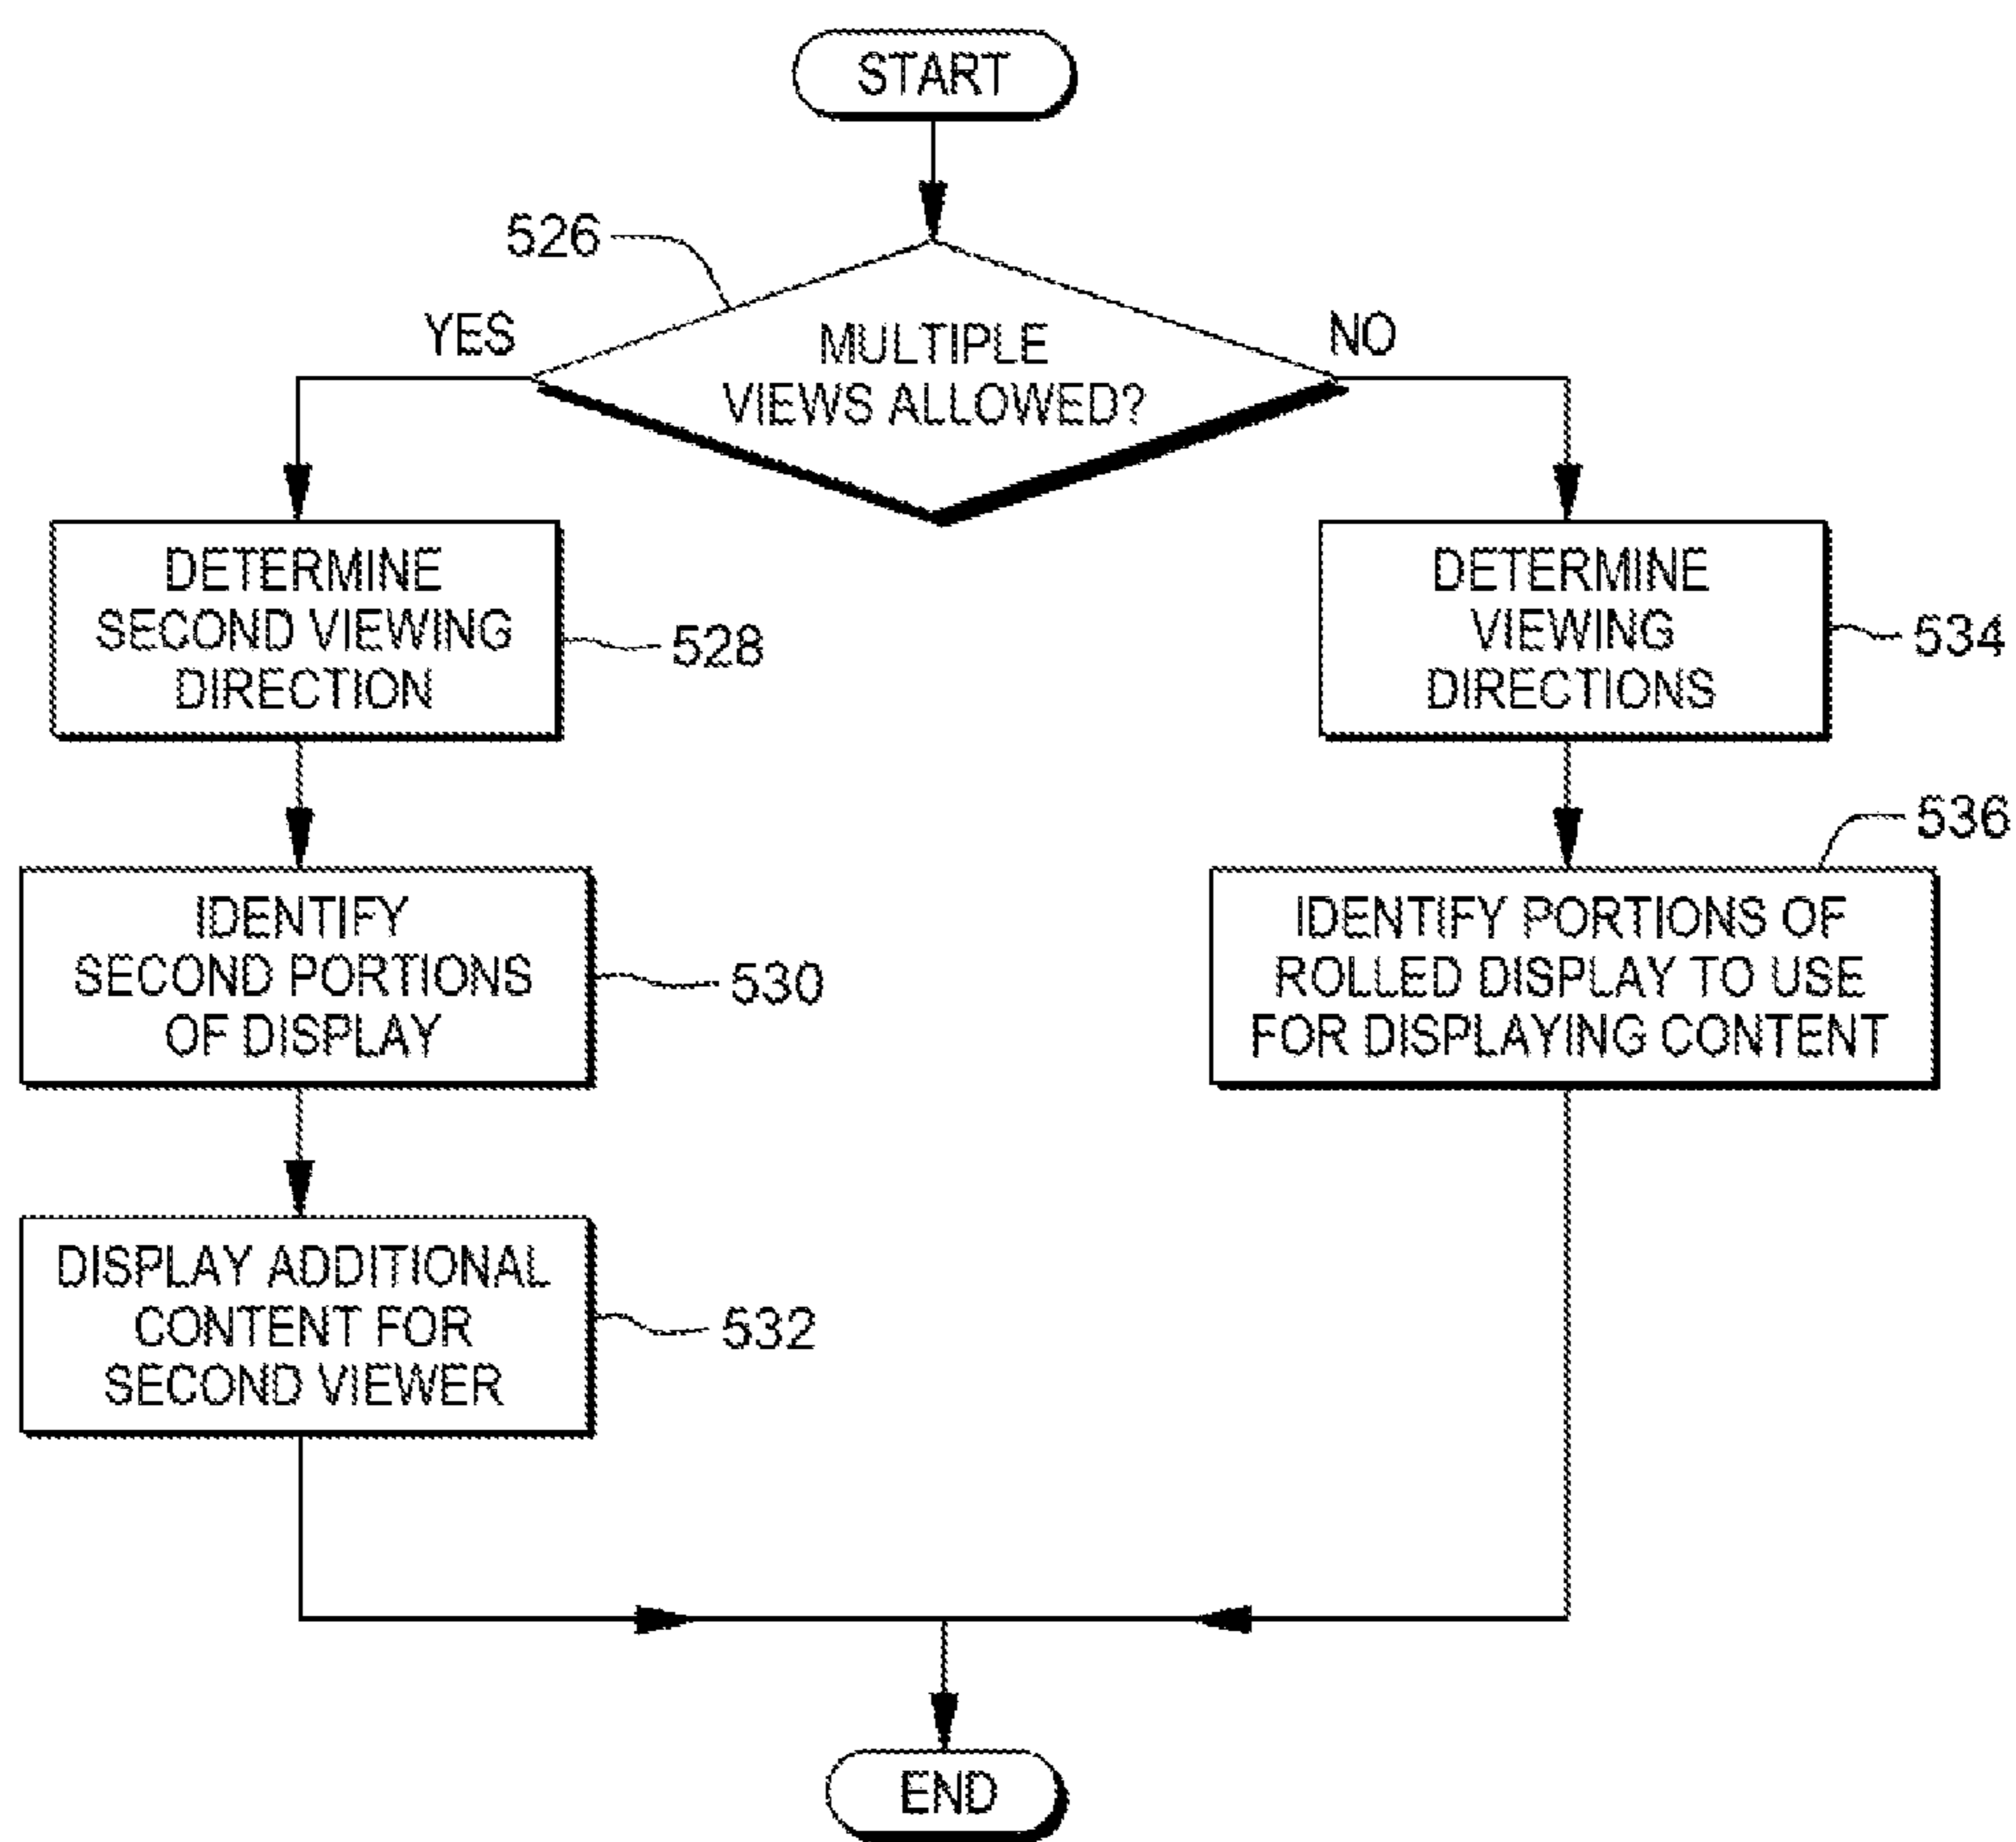 START
526
YES
MULTIPLE
VIEWS ALLOWED?
NO
DETERMINE
SECOND VIEWING
DIRECTION
528
DETERMINE
VIEWING
DIRECTIONS
534
IDENTIFY
SECOND PORTIONS
OF DISPLAY
530
536
IDENTIFY PORTIONS OF
ROLLED DISPLAY TO USE
FOR DISPLAYING CONTENT
DISPLAY ADDITIONAL
CONTENT FOR
SECOND VIEWER
532
END